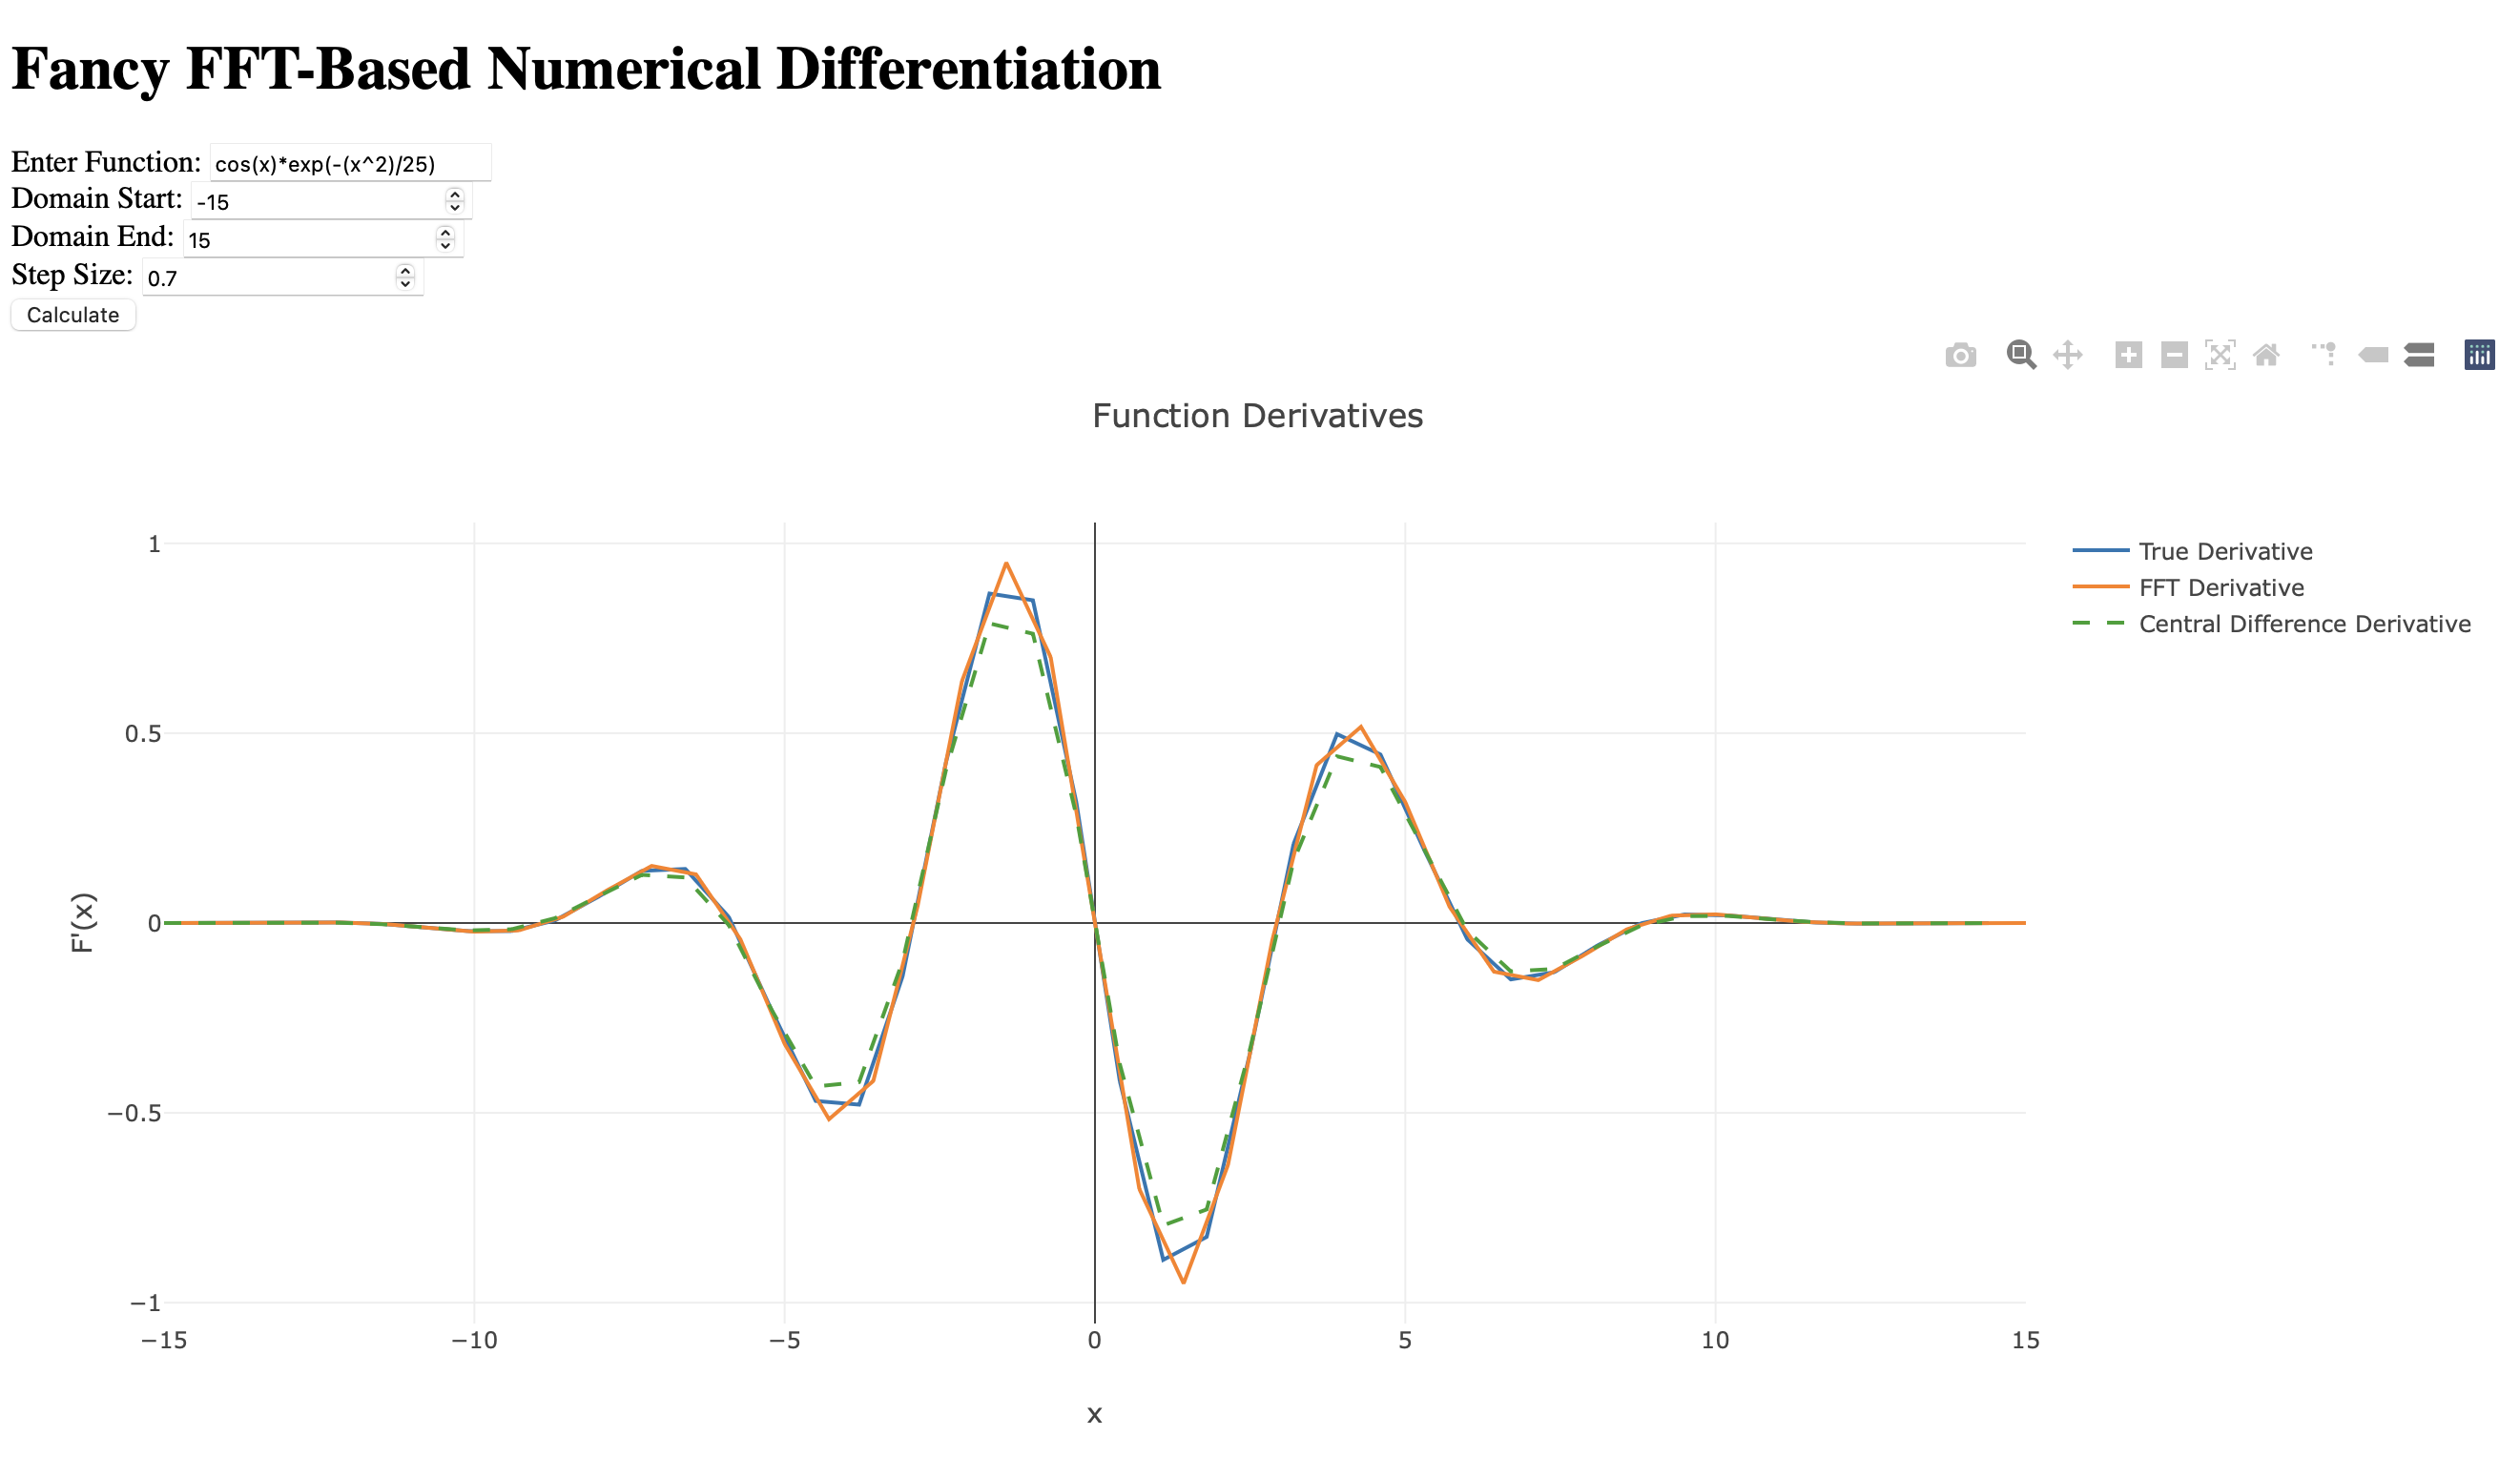 Fancy FFT-Based Numerical Differentiation
Enter Function: cos(x)*exp(-(x^2)/25)
Domain Start: -15
Domain End: 15
Step Size: 0.7
Calculate
Function Derivatives
1
0.5
0
−0.5
−1
F'(x)
−15 −10 −5 0 5 10 15
x
True Derivative
FFT Derivative
Central Difference Derivative